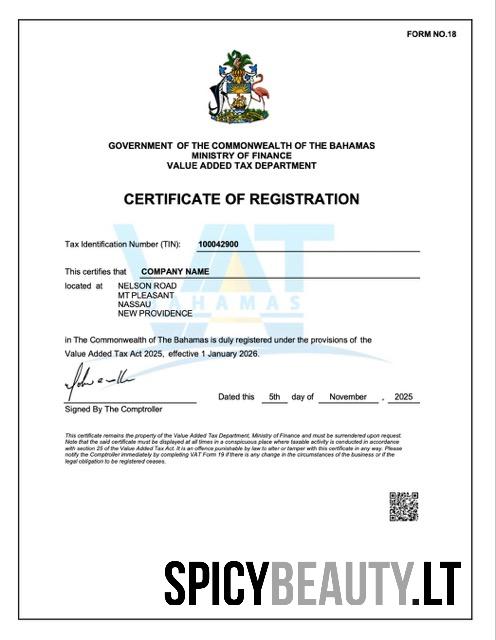 FORM NO.18
GOVERNMENT OF THE COMMONWEALTH OF THE BAHAMAS
MINISTRY OF FINANCE
VALUE ADDED TAX DEPARTMENT
CERTIFICATE OF REGISTRATION
VAT
BAHAMAS
Tax Identification Number (TIN): 100042900
This certifies that COMPANY NAME
located at NELSON ROAD
MT PLEASANT
NASSAU
NEW PROVIDENCE
in The Commonwealth of The Bahamas is duly registered under the provisions of the
Value Added Tax Act 2025, effective 1 January 2026.
Dated this 5th day of November , 2025
Signed By The Comptroller
This certificate remains the property of the Value Added Tax Department, Ministry of Finance and must be surrendered upon request.
Note that the said certificate must be displayed at all times in a conspicuous place where taxable activity is conducted in accordance
with section 25 of the Value Added Tax Act. It is an offence punishable by law to alter or tamper with this certificate in any way. Please
notify the Comptroller immediately by completing VAT Form 19 if there is any change in the circumstances of the business or if the
legal obligation to be registered ceases.
SPICYBEAUTY.LT